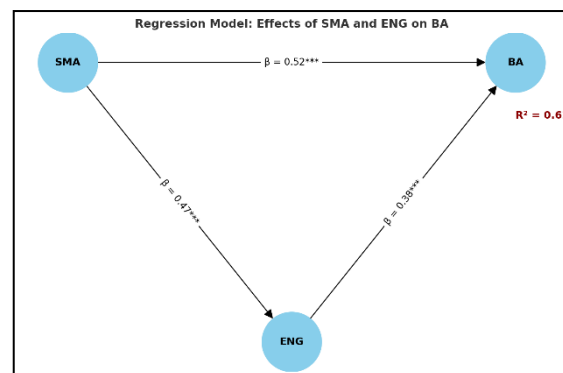 Regression Model: Effects of SMA and ENG on BA
SMA
β = 0.52***
BA
R² = 0.6
β = 0.47***
β = 0.38***
ENG